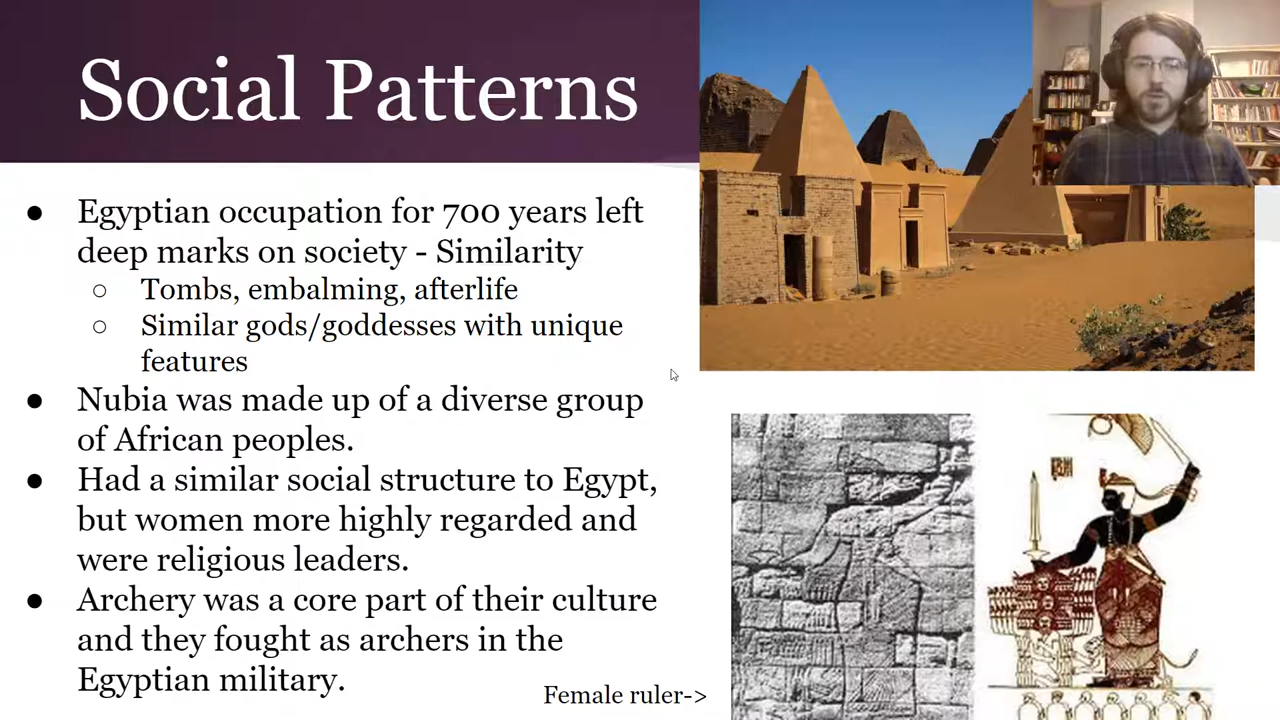 Social Patterns
● Egyptian occupation for 700 years left
deep marks on society - Similarity
○ Tombs, embalming, afterlife
○ Similar gods/goddesses with unique
features
● Nubia was made up of a diverse group
of African peoples.
● Had a similar social structure to Egypt,
but women more highly regarded and
were religious leaders.
● Archery was a core part of their culture
and they fought as archers in the
Egyptian military.
Female ruler->